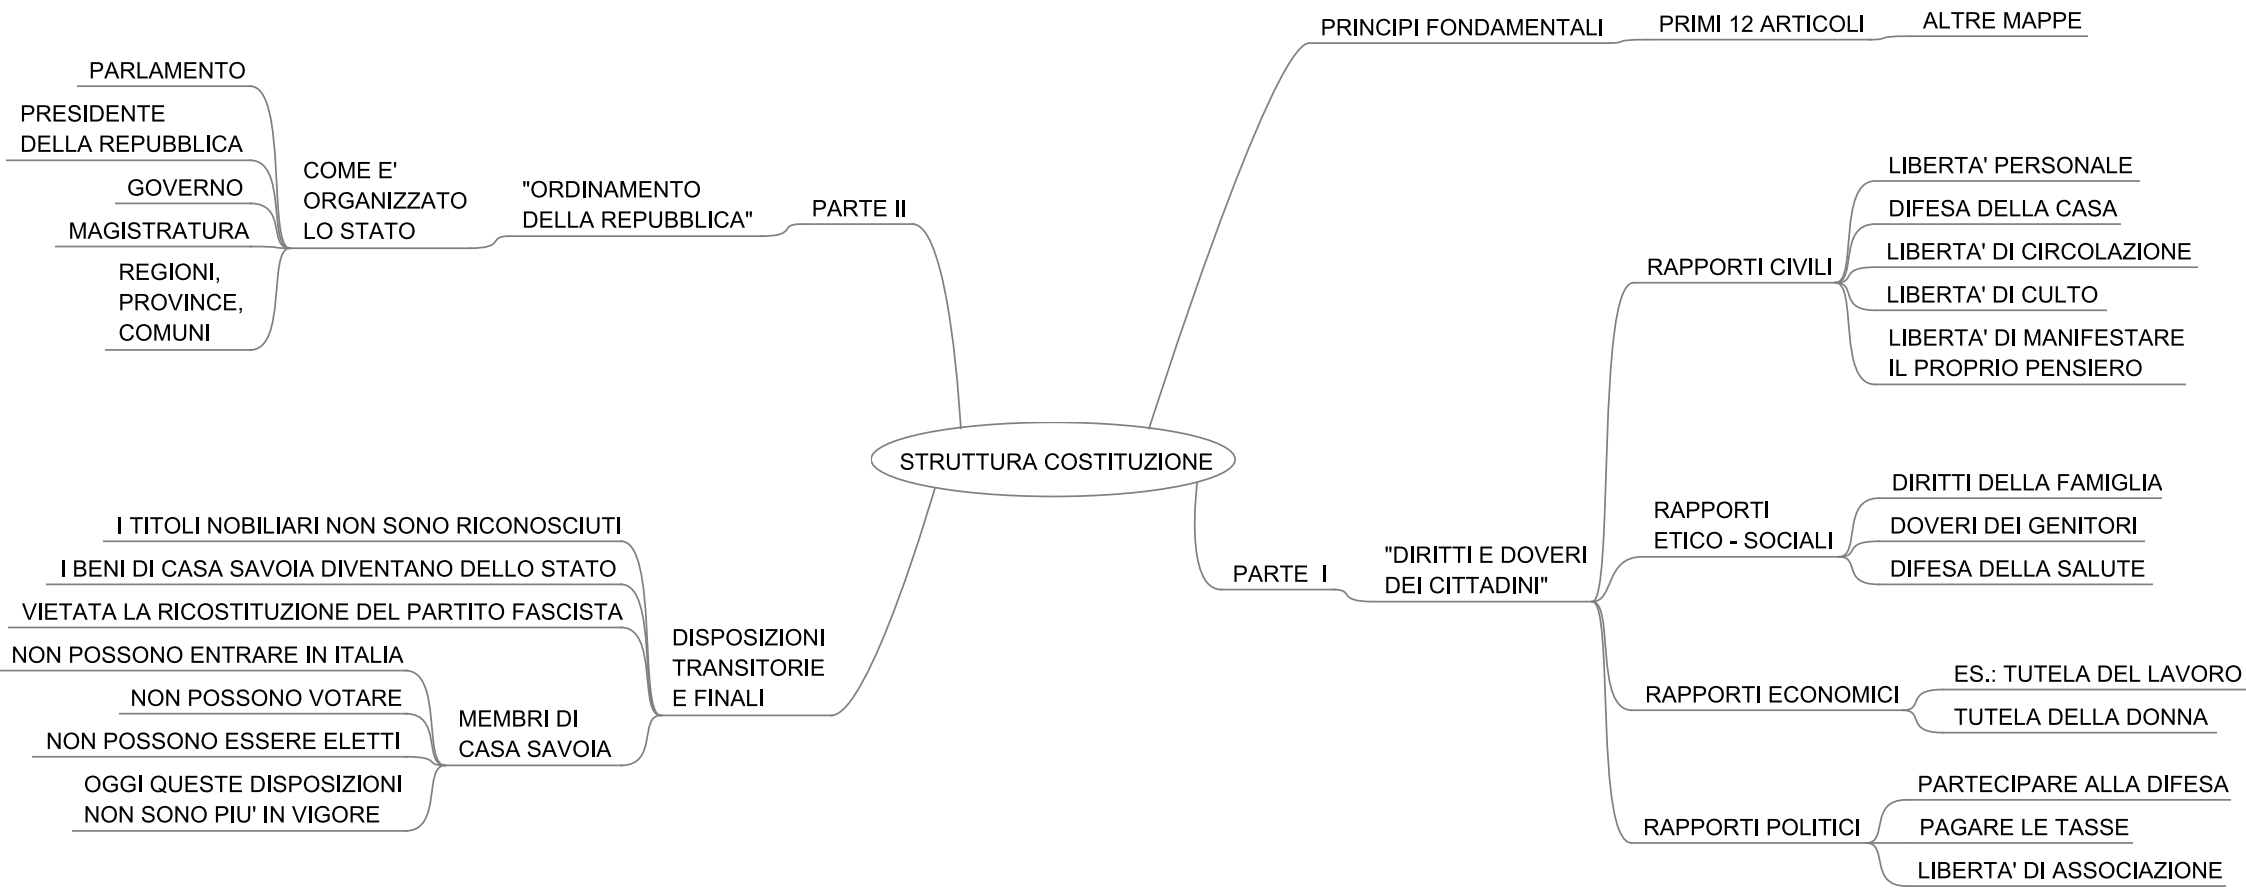 STRUTTURA COSTITUZIONE
PRINCIPI FONDAMENTALI
PRIMI 12 ARTICOLI
ALTRE MAPPE
PARTE I
"DIRITTI E DOVERI
DEI CITTADINI"
RAPPORTI CIVILI
LIBERTA' PERSONALE
DIFESA DELLA CASA
LIBERTA' DI CIRCOLAZIONE
LIBERTA' DI CULTO
LIBERTA' DI MANIFESTARE
IL PROPRIO PENSIERO
RAPPORTI
ETICO - SOCIALI
DIRITTI DELLA FAMIGLIA
DOVERI DEI GENITORI
DIFESA DELLA SALUTE
RAPPORTI ECONOMICI
ES.: TUTELA DEL LAVORO
TUTELA DELLA DONNA
RAPPORTI POLITICI
PARTECIPARE ALLA DIFESA
PAGARE LE TASSE
LIBERTA' DI ASSOCIAZIONE
PARTE II
"ORDINAMENTO
DELLA REPUBBLICA"
COME E'
ORGANIZZATO
LO STATO
PARLAMENTO
PRESIDENTE
DELLA REPUBBLICA
GOVERNO
MAGISTRATURA
REGIONI,
PROVINCE,
COMUNI
DISPOSIZIONI
TRANSITORIE
E FINALI
I TITOLI NOBILIARI NON SONO RICONOSCIUTI
I BENI DI CASA SAVOIA DIVENTANO DELLO STATO
VIETATA LA RICOSTITUZIONE DEL PARTITO FASCISTA
MEMBRI DI
CASA SAVOIA
NON POSSONO ENTRARE IN ITALIA
NON POSSONO VOTARE
NON POSSONO ESSERE ELETTI
OGGI QUESTE DISPOSIZIONI
NON SONO PIU' IN VIGORE